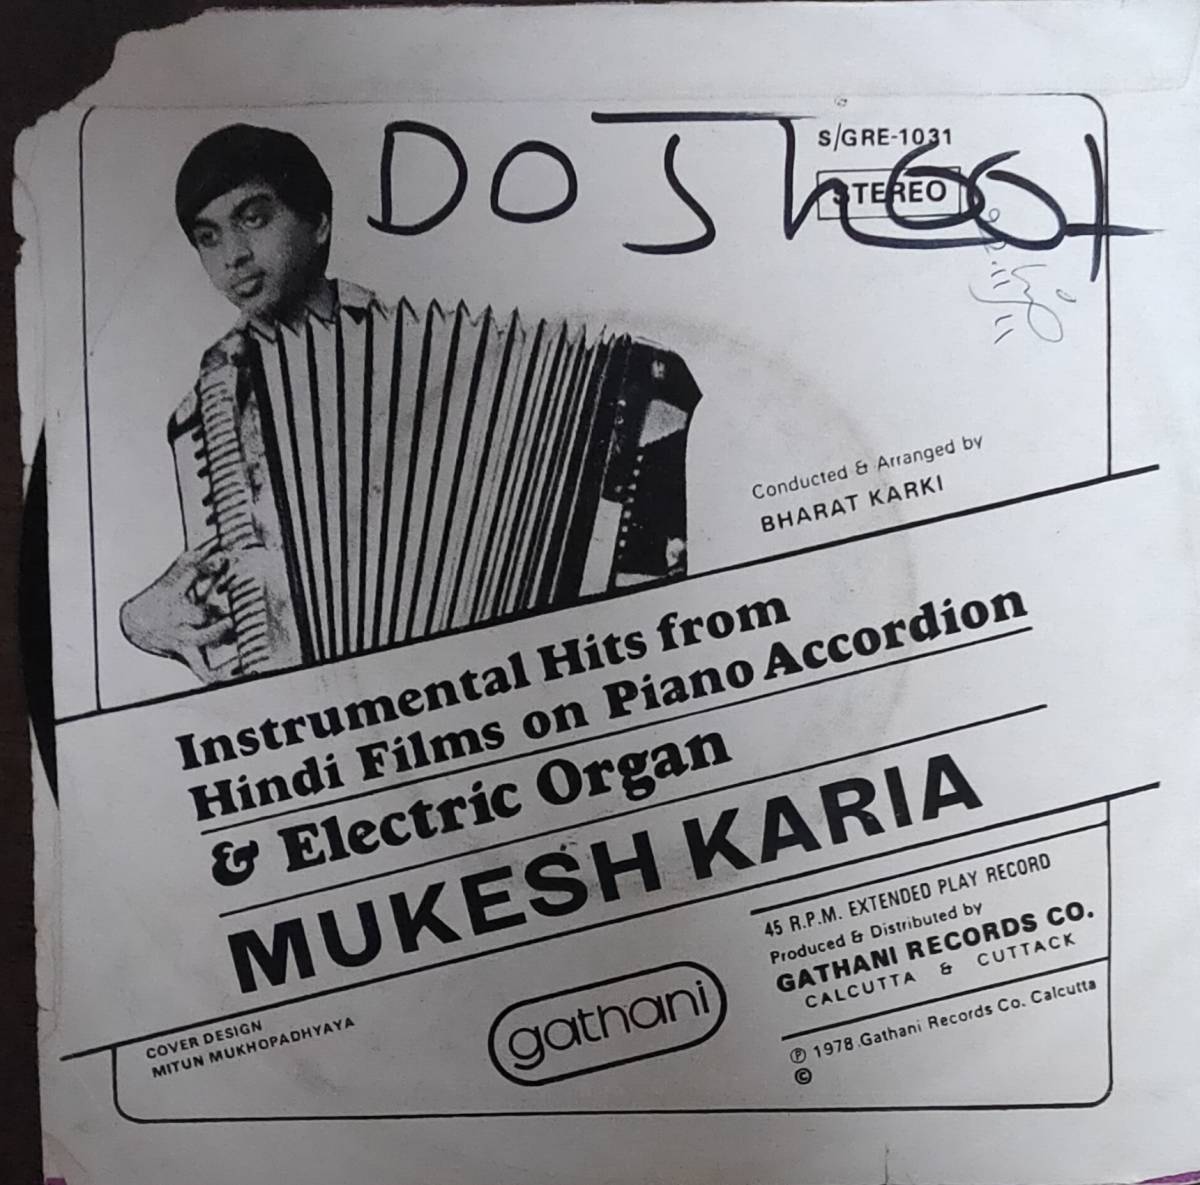 DO Jhoot
S/GRE-1031
STEREO
Conducted & Arranged by
BHARAT KARKI
Instrumental Hits from
Hindi Films on Piano Accordion
& Electric Organ
MUKESH KARIA
45 R.P.M. EXTENDED PLAY RECORD
Produced & Distributed by
GATHANI RECORDS CO.
CALCUTTA & CUTTACK
gathani
COVER DESIGN
MITUN MUKHOPADHYAYA
℗ 1978 Gathani Records Co. Calcutta
©